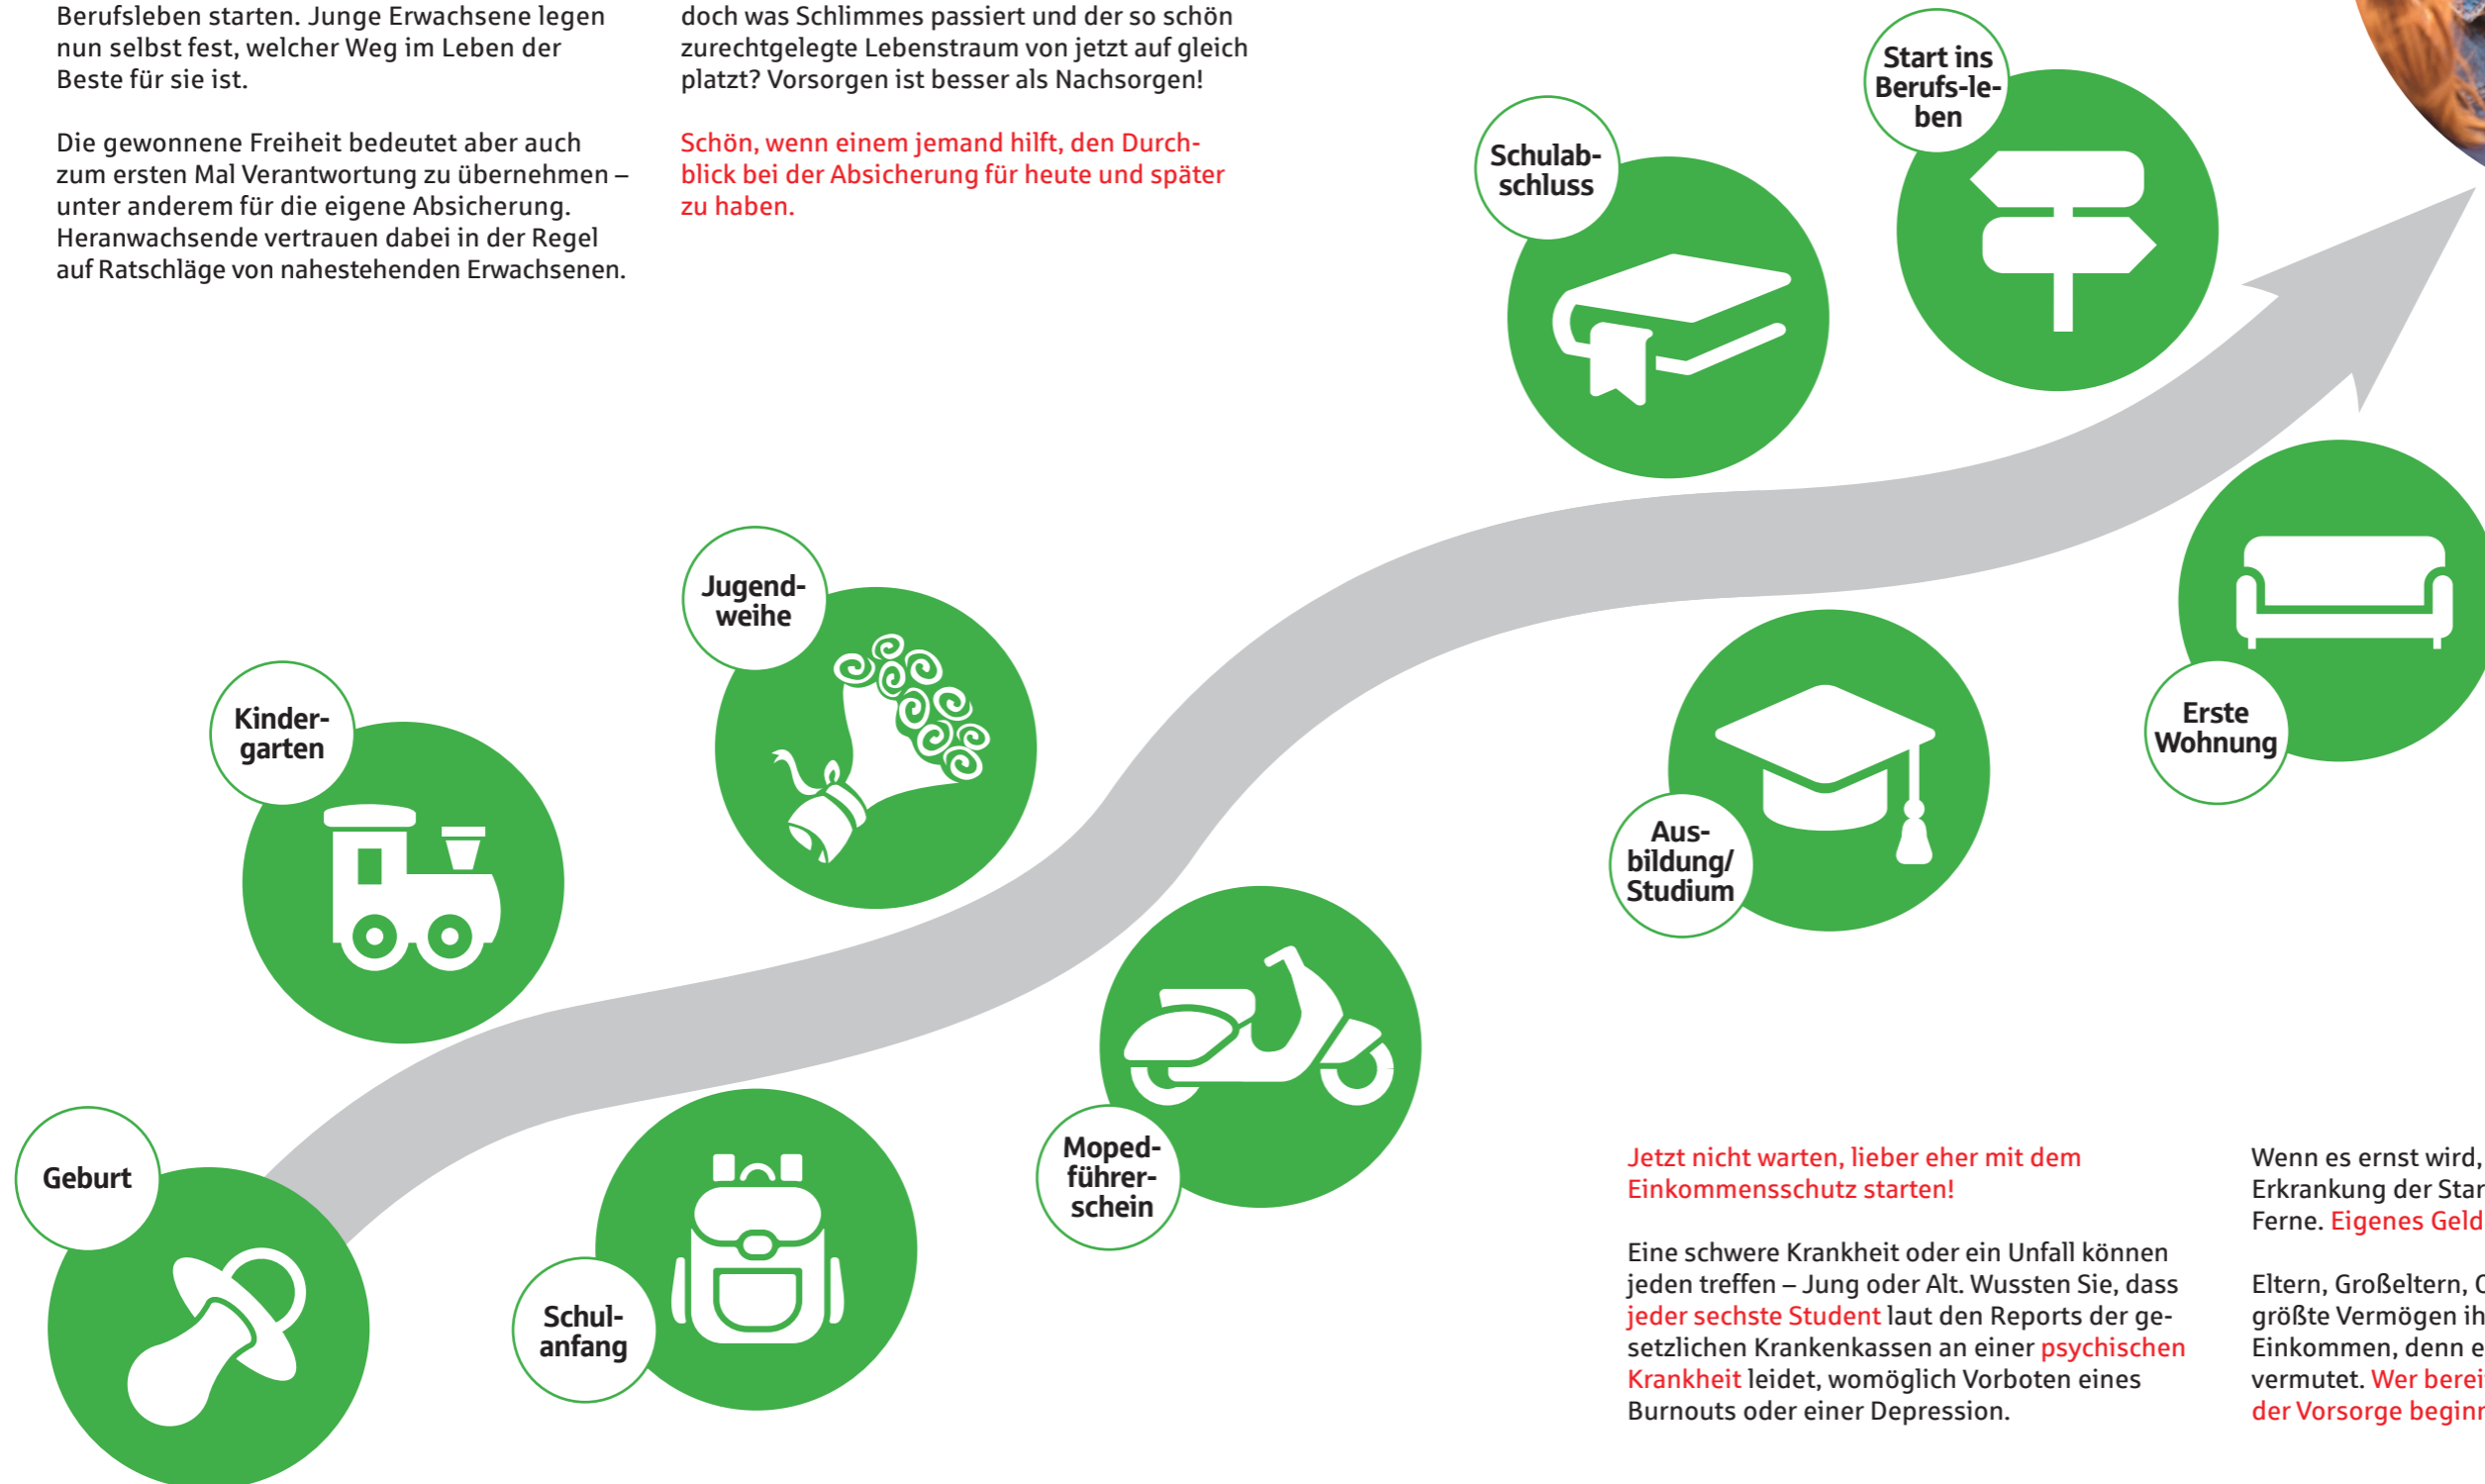 Berufsleben starten. Junge Erwachsene legen
nun selbst fest, welcher Weg im Leben der
Beste für sie ist.
Die gewonnene Freiheit bedeutet aber auch
zum ersten Mal Verantwortung zu übernehmen –
unter anderem für die eigene Absicherung.
Heranwachsende vertrauen dabei in der Regel
auf Ratschläge von nahestehenden Erwachsenen.
doch was Schlimmes passiert und der so schön
zurechtgelegte Lebenstraum von jetzt auf gleich
platzt? Vorsorgen ist besser als Nachsorgen!
Schön, wenn einem jemand hilft, den Durch-
blick bei der Absicherung für heute und später
zu haben.
Geburt
Kinder-
garten
Schul-
anfang
Jugend-
weihe
Moped-
führer-
schein
Schulab-
schluss
Aus-
bildung/
Studium
Start ins
Berufs-le-
ben
Erste
Wohnung
Jetzt nicht warten, lieber eher mit dem
Einkommensschutz starten!
Eine schwere Krankheit oder ein Unfall können
jeden treffen – Jung oder Alt. Wussten Sie, dass
jeder sechste Student laut den Reports der ge-
setzlichen Krankenkassen an einer psychischen
Krankheit leidet, womöglich Vorboten eines
Burnouts oder einer Depression.
Wenn es ernst wird,
Erkrankung der Star
Ferne. Eigenes Geld
Eltern, Großeltern,
größte Vermögen ih
Einkommen, denn e
vermutet. Wer berei
der Vorsorge beginn